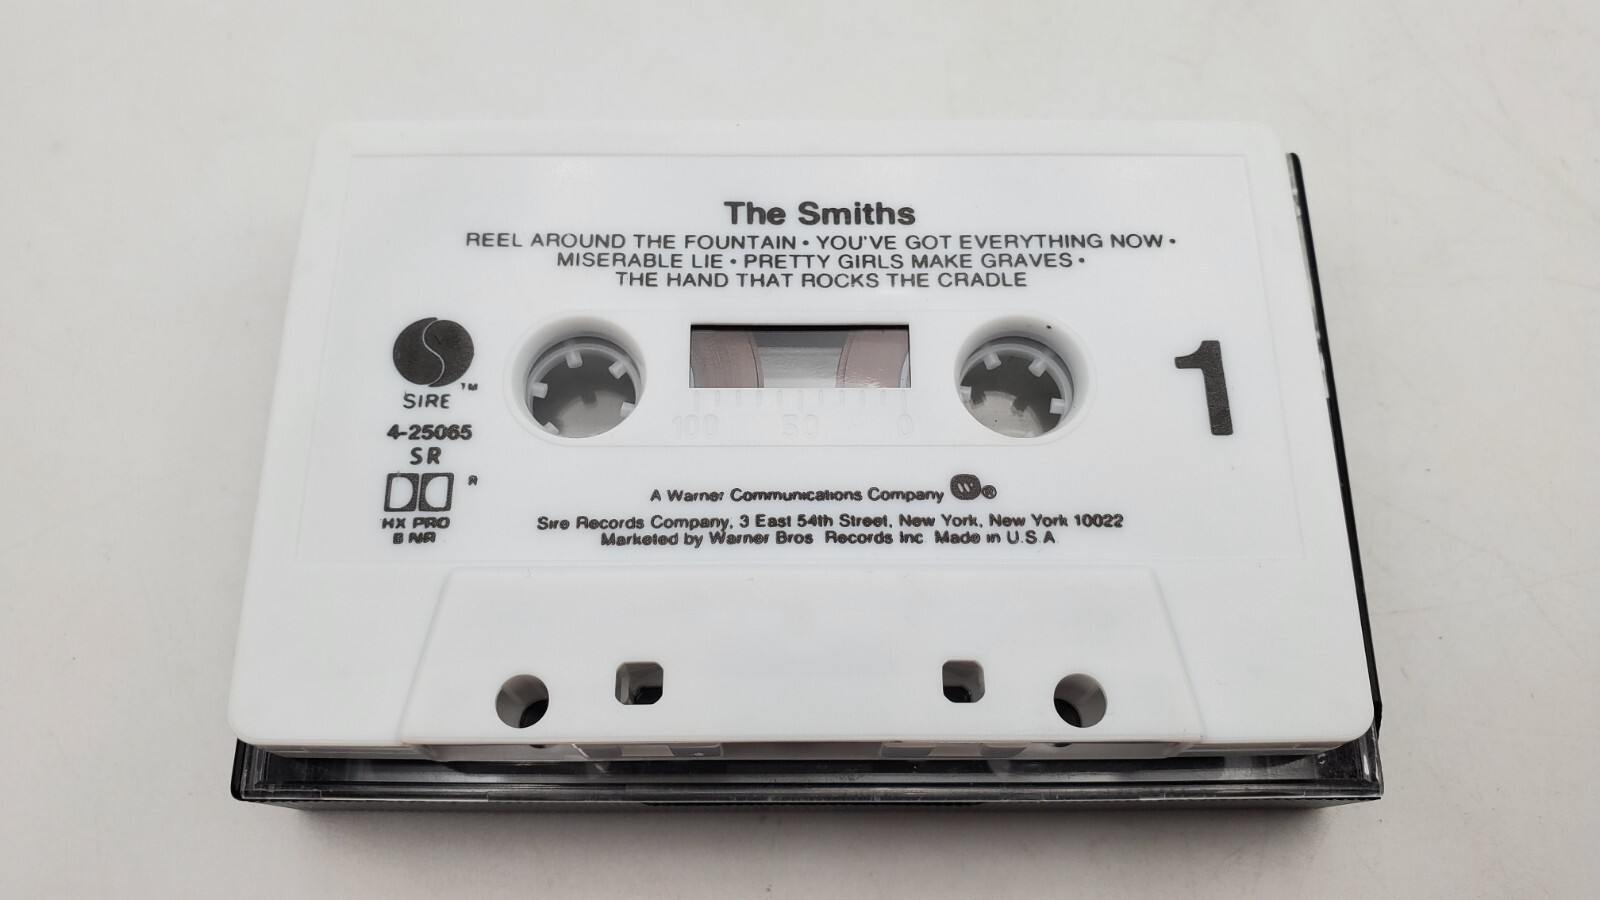 The Smiths
REEL AROUND THE FOUNTAIN • YOU'VE GOT EVERYTHING NOW •
MISERABLE LIE • PRETTY GIRLS MAKE GRAVES •
THE HAND THAT ROCKS THE CRADLE
1
SIRE ™
4-25065
SR
®
HX PRO
B NR
100 50 0
A Warner Communications Company ®
Sire Records Company, 3 East 54th Street, New York, New York 10022
Marketed by Warner Bros Records Inc Made in U.S.A